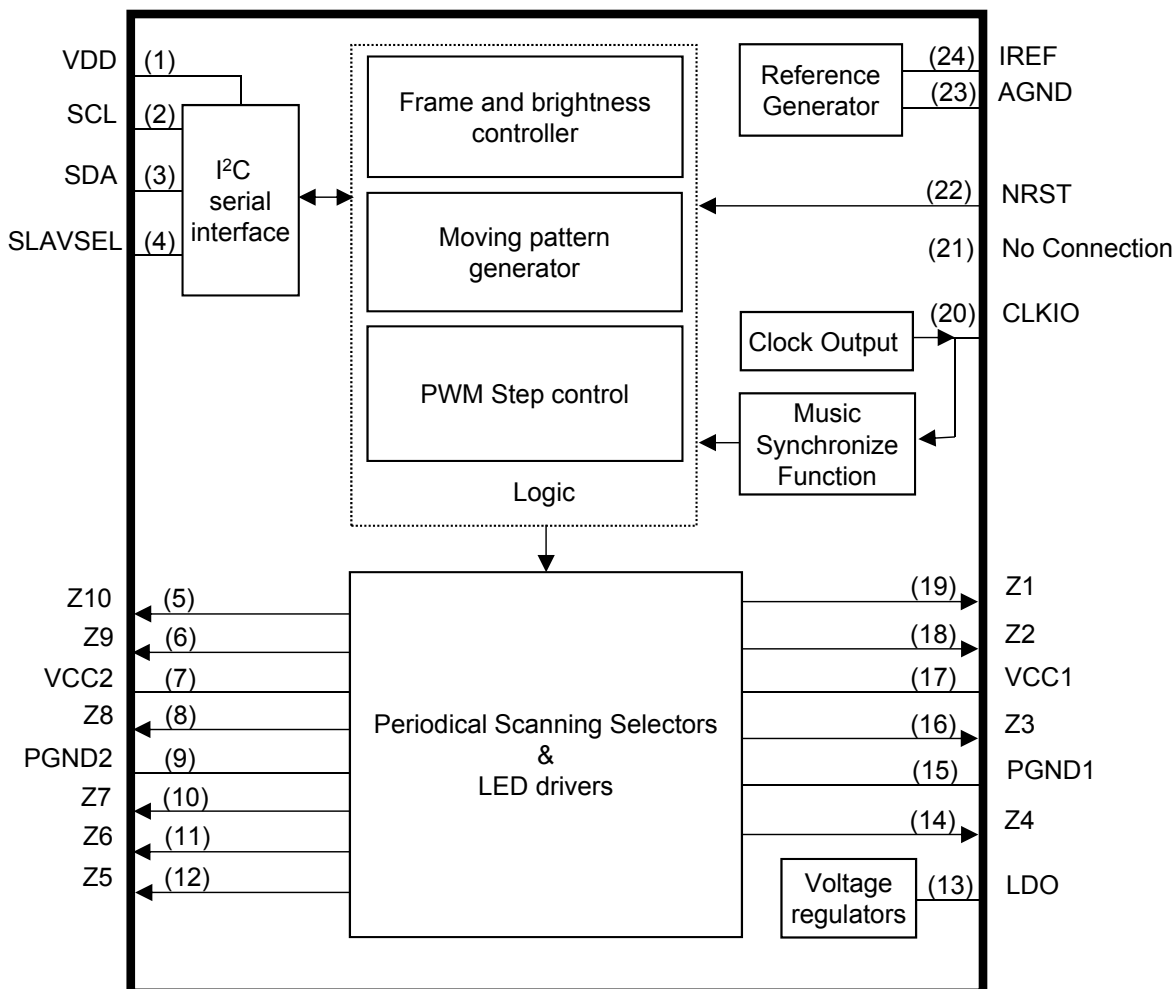 VDD (1)
SCL (2)
SDA (3)
SLAVSEL (4)
I²C
serial
interface
Frame and brightness
controller
Moving pattern
generator
PWM Step control
Logic
Reference
Generator
(24) IREF
(23) AGND
(22) NRST
(21) No Connection
(20) CLKIO
Clock Output
Music
Synchronize
Function
Z10 (5)
Z9 (6)
VCC2 (7)
Z8 (8)
PGND2 (9)
Z7 (10)
Z6 (11)
Z5 (12)
Periodical Scanning Selectors
&
LED drivers
(19) Z1
(18) Z2
(17) VCC1
(16) Z3
(15) PGND1
(14) Z4
Voltage
regulators
(13) LDO